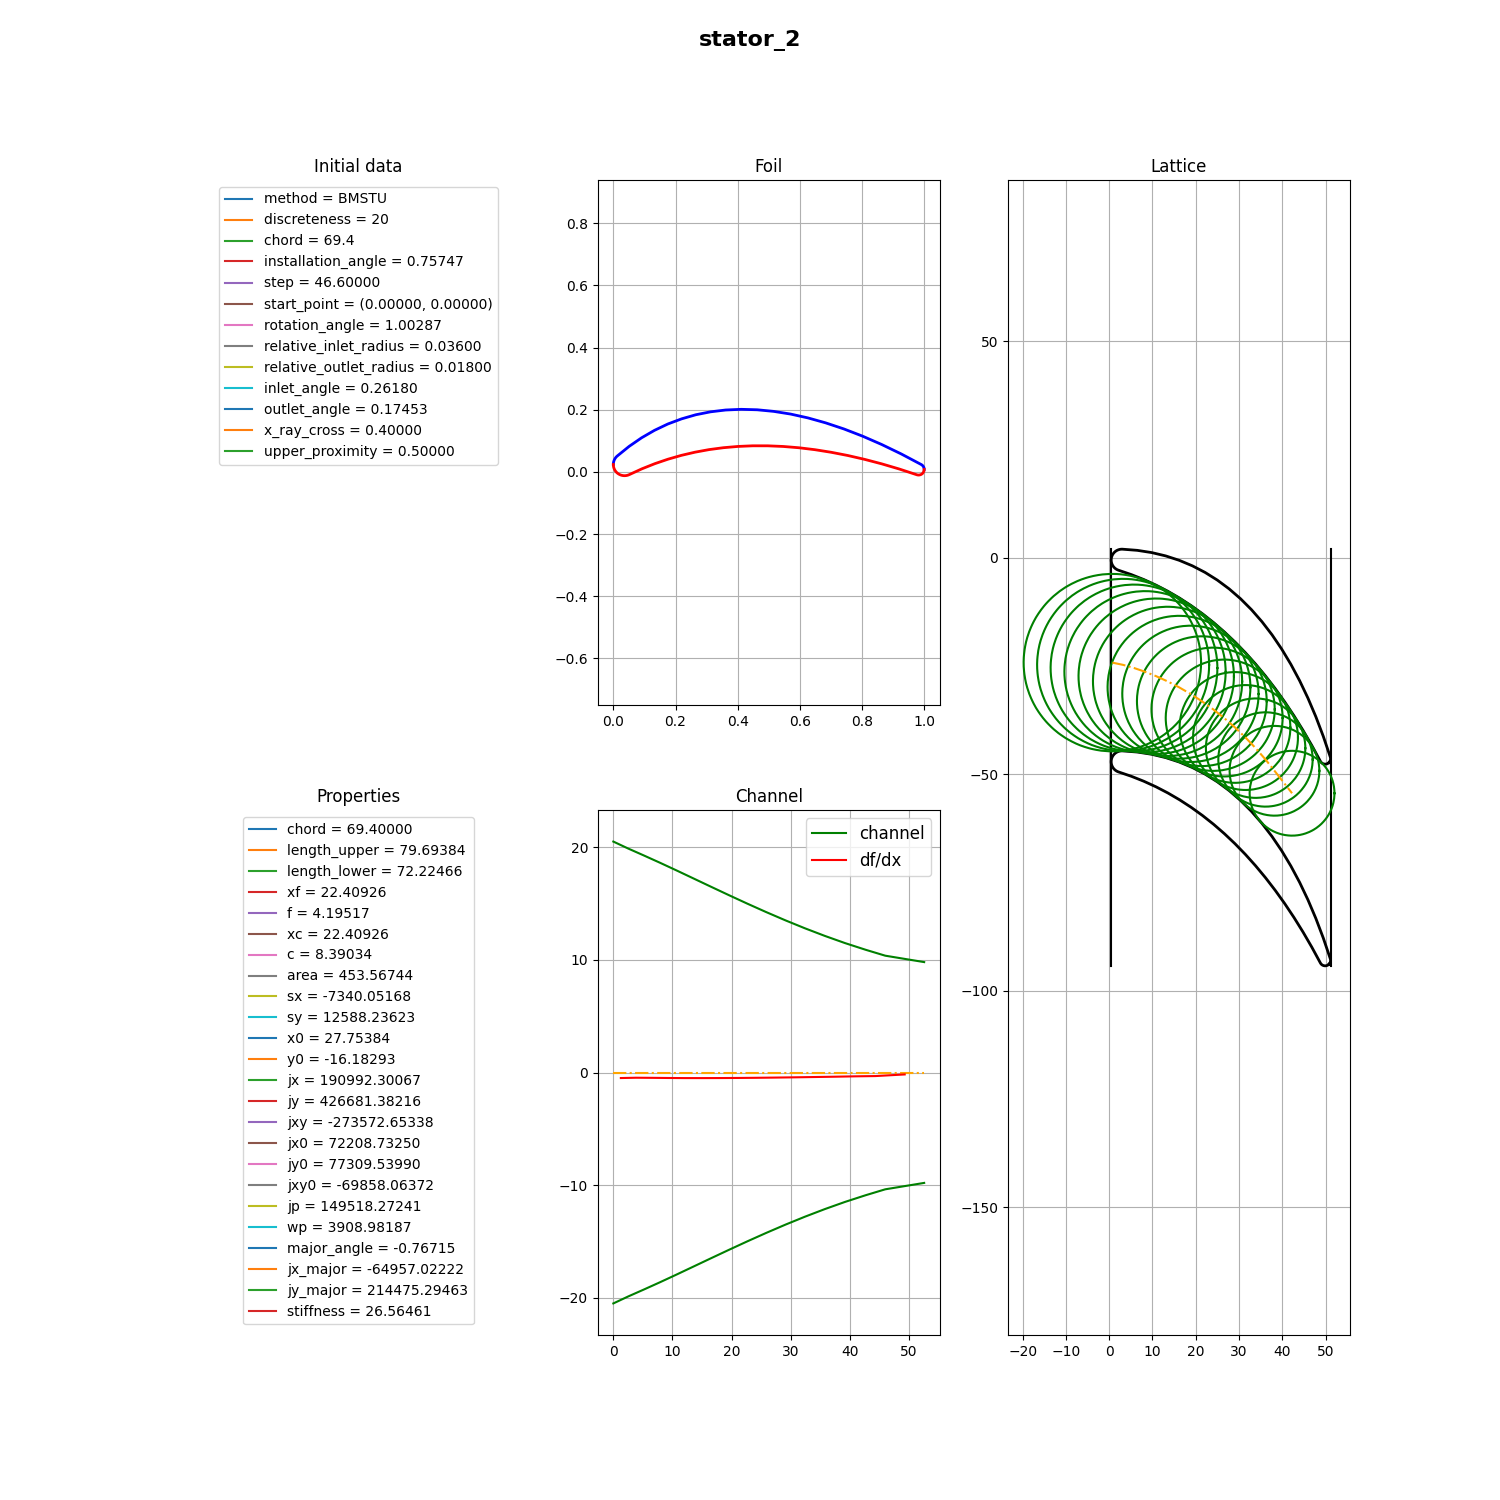 stator_2
Initial data
method = BMSTU
discreteness = 20
chord = 69.4
installation_angle = 0.75747
step = 46.60000
start_point = (0.00000, 0.00000)
rotation_angle = 1.00287
relative_inlet_radius = 0.03600
relative_outlet_radius = 0.01800
inlet_angle = 0.26180
outlet_angle = 0.17453
x_ray_cross = 0.40000
upper_proximity = 0.50000
Foil
0.8
0.6
0.4
0.2
0.0
−0.2
−0.4
−0.6
0.0 0.2 0.4 0.6 0.8 1.0
Lattice
50
0
−50
−100
−150
−20 −10 0 10 20 30 40 50
Properties
chord = 69.40000
length_upper = 79.69384
length_lower = 72.22466
xf = 22.40926
f = 4.19517
xc = 22.40926
c = 8.39034
area = 453.56744
sx = -7340.05168
sy = 12588.23623
x0 = 27.75384
y0 = -16.18293
jx = 190992.30067
jy = 426681.38216
jxy = -273572.65338
jx0 = 72208.73250
jy0 = 77309.53990
jxy0 = -69858.06372
jp = 149518.27241
wp = 3908.98187
major_angle = -0.76715
jx_major = -64957.02222
jy_major = 214475.29463
stiffness = 26.56461
Channel
channel
df/dx
20
10
0
−10
−20
0 10 20 30 40 50